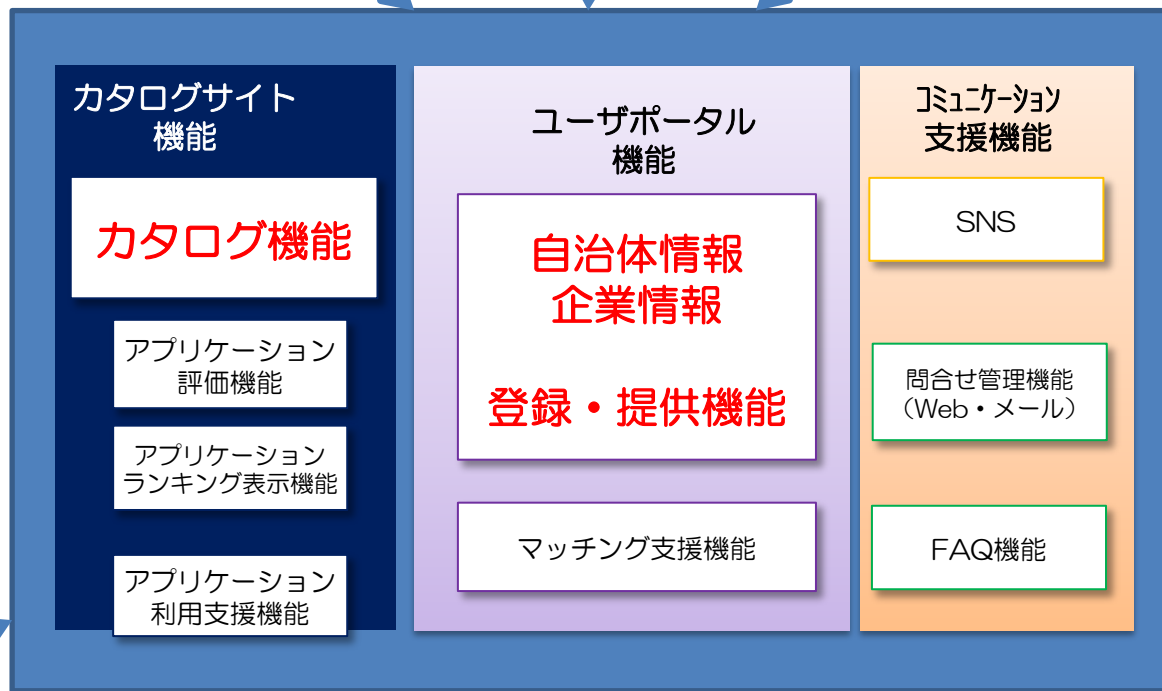 カタログサイト
機能
カタログ機能
アプリケーション
評価機能
アプリケーション
ランキング表示機能
アプリケーション
利用支援機能
ユーザポータル
機能
自治体情報
企業情報
登録・提供機能
マッチング支援機能
ｺﾐｭﾆｹｰｼｮﾝ
支援機能
SNS
問合せ管理機能
（Web・メール）
FAQ機能